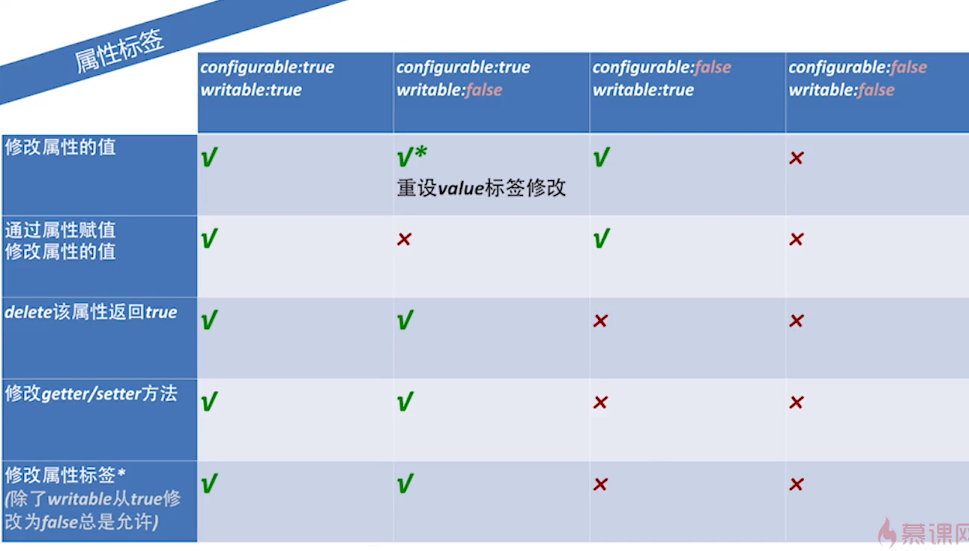 属性标签
configurable:true
writable:true
configurable:true
writable:false
configurable:false
writable:true
configurable:false
writable:false
修改属性的值
√
√*
重设value标签修改
√
×
通过属性赋值
修改属性的值
√
×
√
×
delete该属性返回true
√
√
×
×
修改getter/setter方法
√
√
×
×
修改属性标签*
(除了writable从true修
改为false总是允许)
√
√
×
×
慕课网